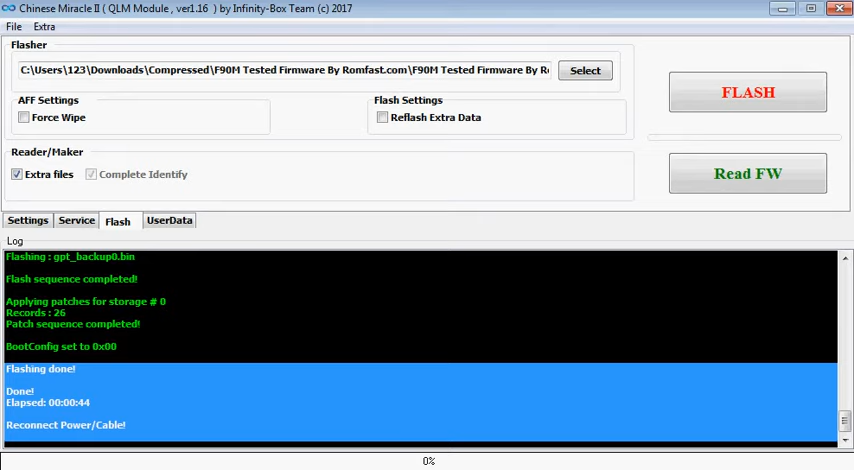 Chinese Miracle II ( QLM Module , ver1.16 ) by Infinity-Box Team (c) 2017
File Extra
Flasher
C:\Users\123\Downloads\Compressed\F90M Tested Firmware By Romfast.com\F90M Tested Firmware By Ro
Select
FLASH
AFF Settings
Force Wipe
Flash Settings
Reflash Extra Data
Reader/Maker
Extra files
Complete Identify
Read FW
Settings Service Flash UserData
Log
Flashing : gpt_backup0.bin
Flash sequence completed!
Applying patches for storage # 0
Records : 26
Patch sequence completed!
BootConfig set to 0x00
Flashing done!
Done!
Elapsed: 00:00:44
Reconnect Power/Cable!
0%